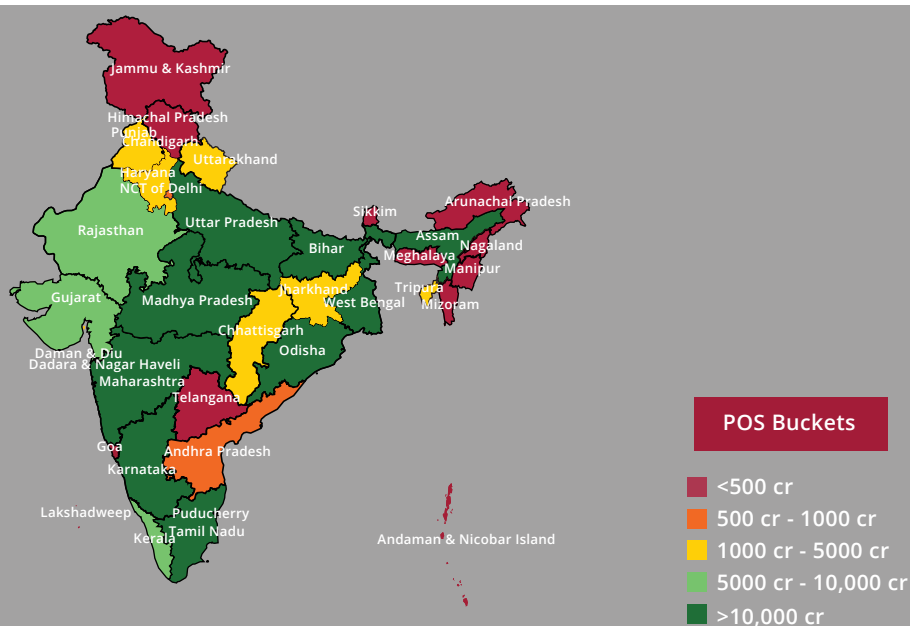 Jammu & Kashmir
Himachal Pradesh
Punjab
Chandigarh
Uttarakhand
Haryana
NCT of Delhi
Arunachal Pradesh
Sikkim
Uttar Pradesh
Rajasthan
Assam
Nagaland
Bihar
Meghalaya
Manipur
Jharkhand
Tripura
Gujarat
Madhya Pradesh
West Bengal
Mizoram
Chhattisgarh
Odisha
Daman & Diu
Dadara & Nagar Haveli
Maharashtra
Telangana
Goa
Andhra Pradesh
Karnataka
Lakshadweep
Puducherry
Tamil Nadu
Kerala
Andaman & Nicobar Island
POS Buckets
<500 cr
500 cr - 1000 cr
1000 cr - 5000 cr
5000 cr - 10,000 cr
>10,000 cr